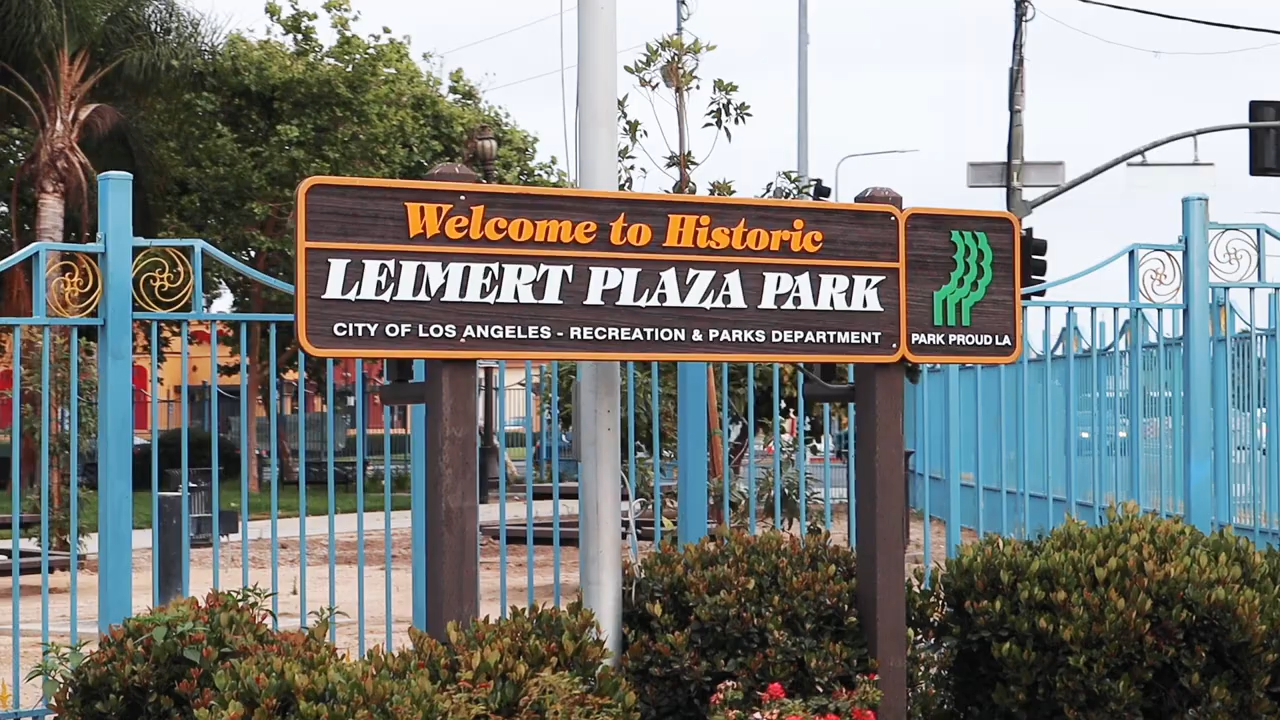 Welcome to Historic
LEIMERT PLAZA PARK
CITY OF LOS ANGELES - RECREATION & PARKS DEPARTMENT
PARK PROUD LA